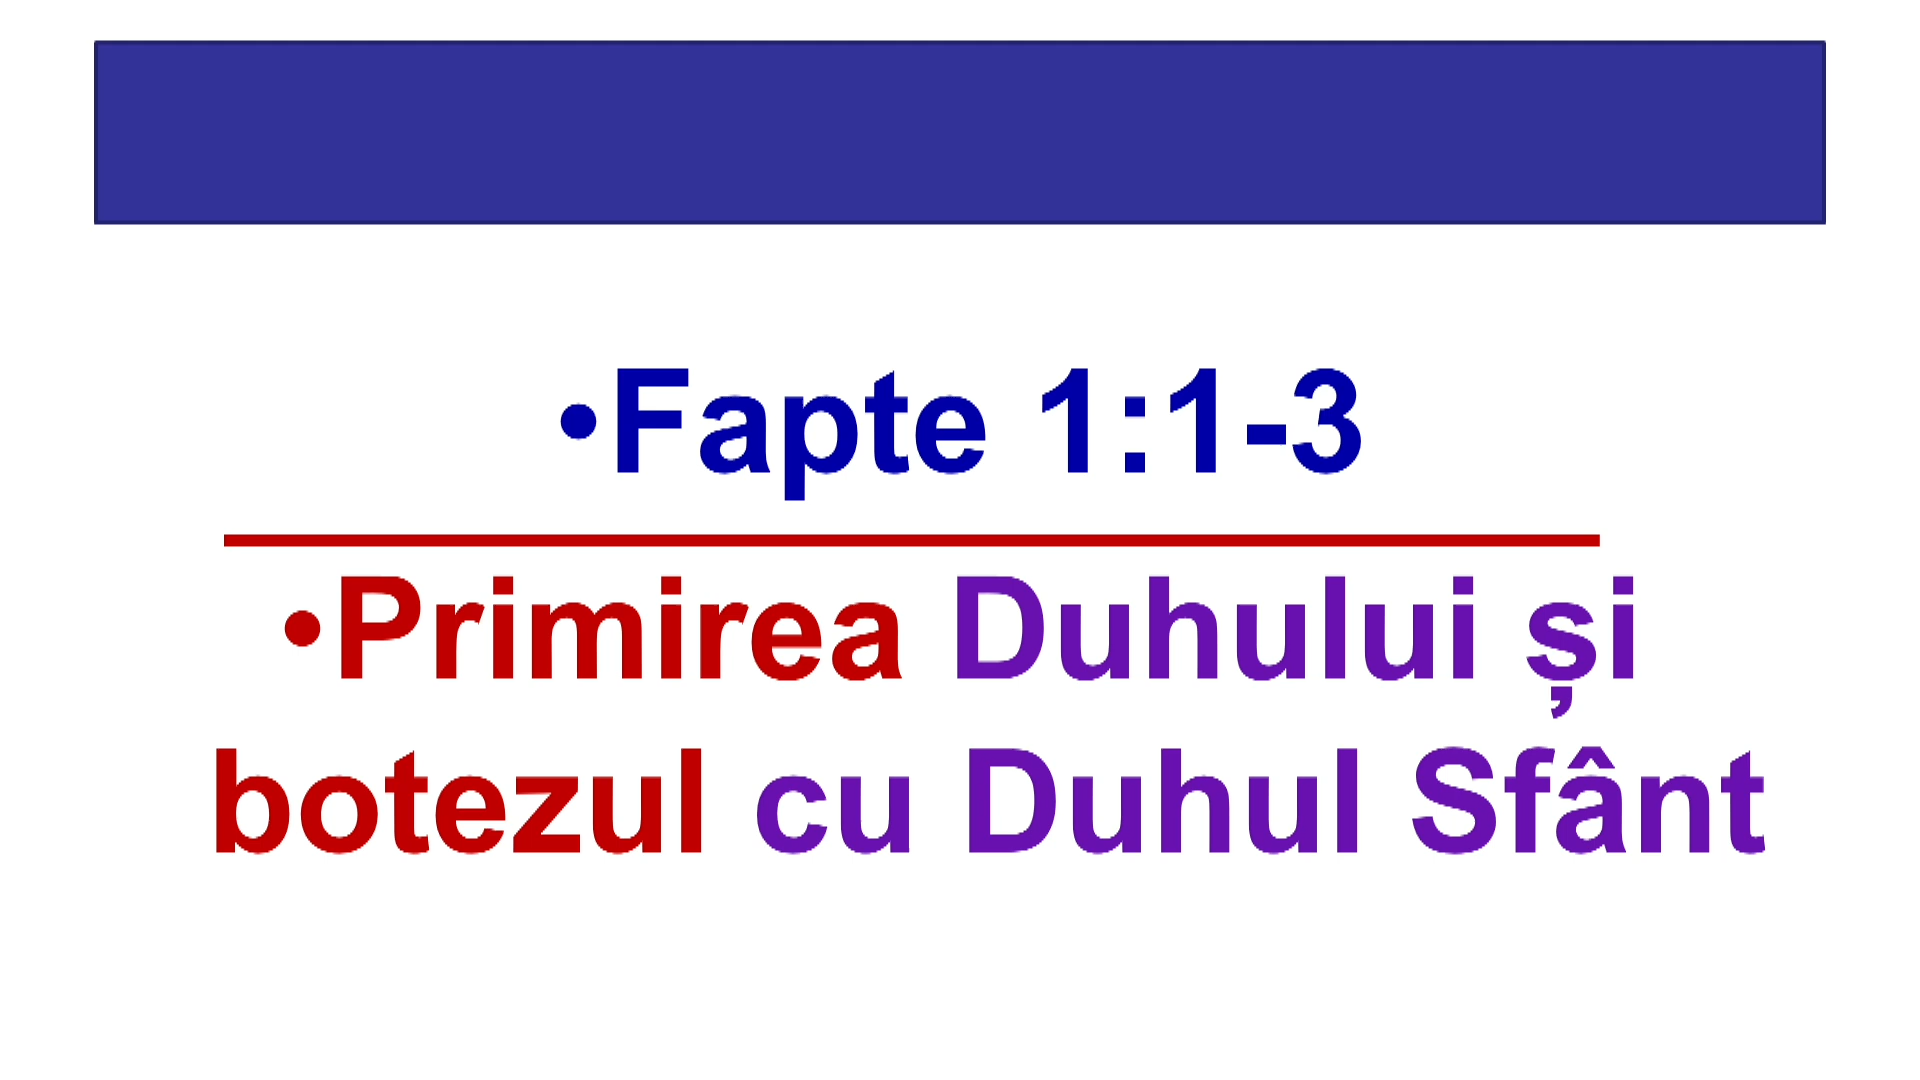 •Fapte 1:1-3
•Primirea Duhului și
botezul cu Duhul Sfânt